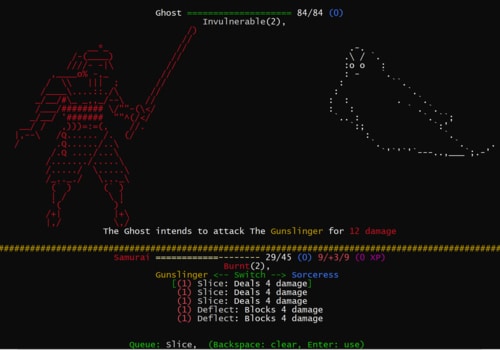 Ghost ==================== 84/84 (0)
Invulnerable(2),
The Ghost intends to attack The Gunslinger for 12 damage
Samurai ============-------- 29/45 (0) 9/+3/9 (0 XP)
Burnt(2),
Gunslinger <-- Switch --> Sorceress
[(1) Slice: Deals 4 damage]
(1) Slice: Deals 4 damage
(1) Slice: Deals 4 damage
(1) Deflect: Blocks 4 damage
(1) Deflect: Blocks 4 damage
Queue: Slice, (Backspace: clear, Enter: use)